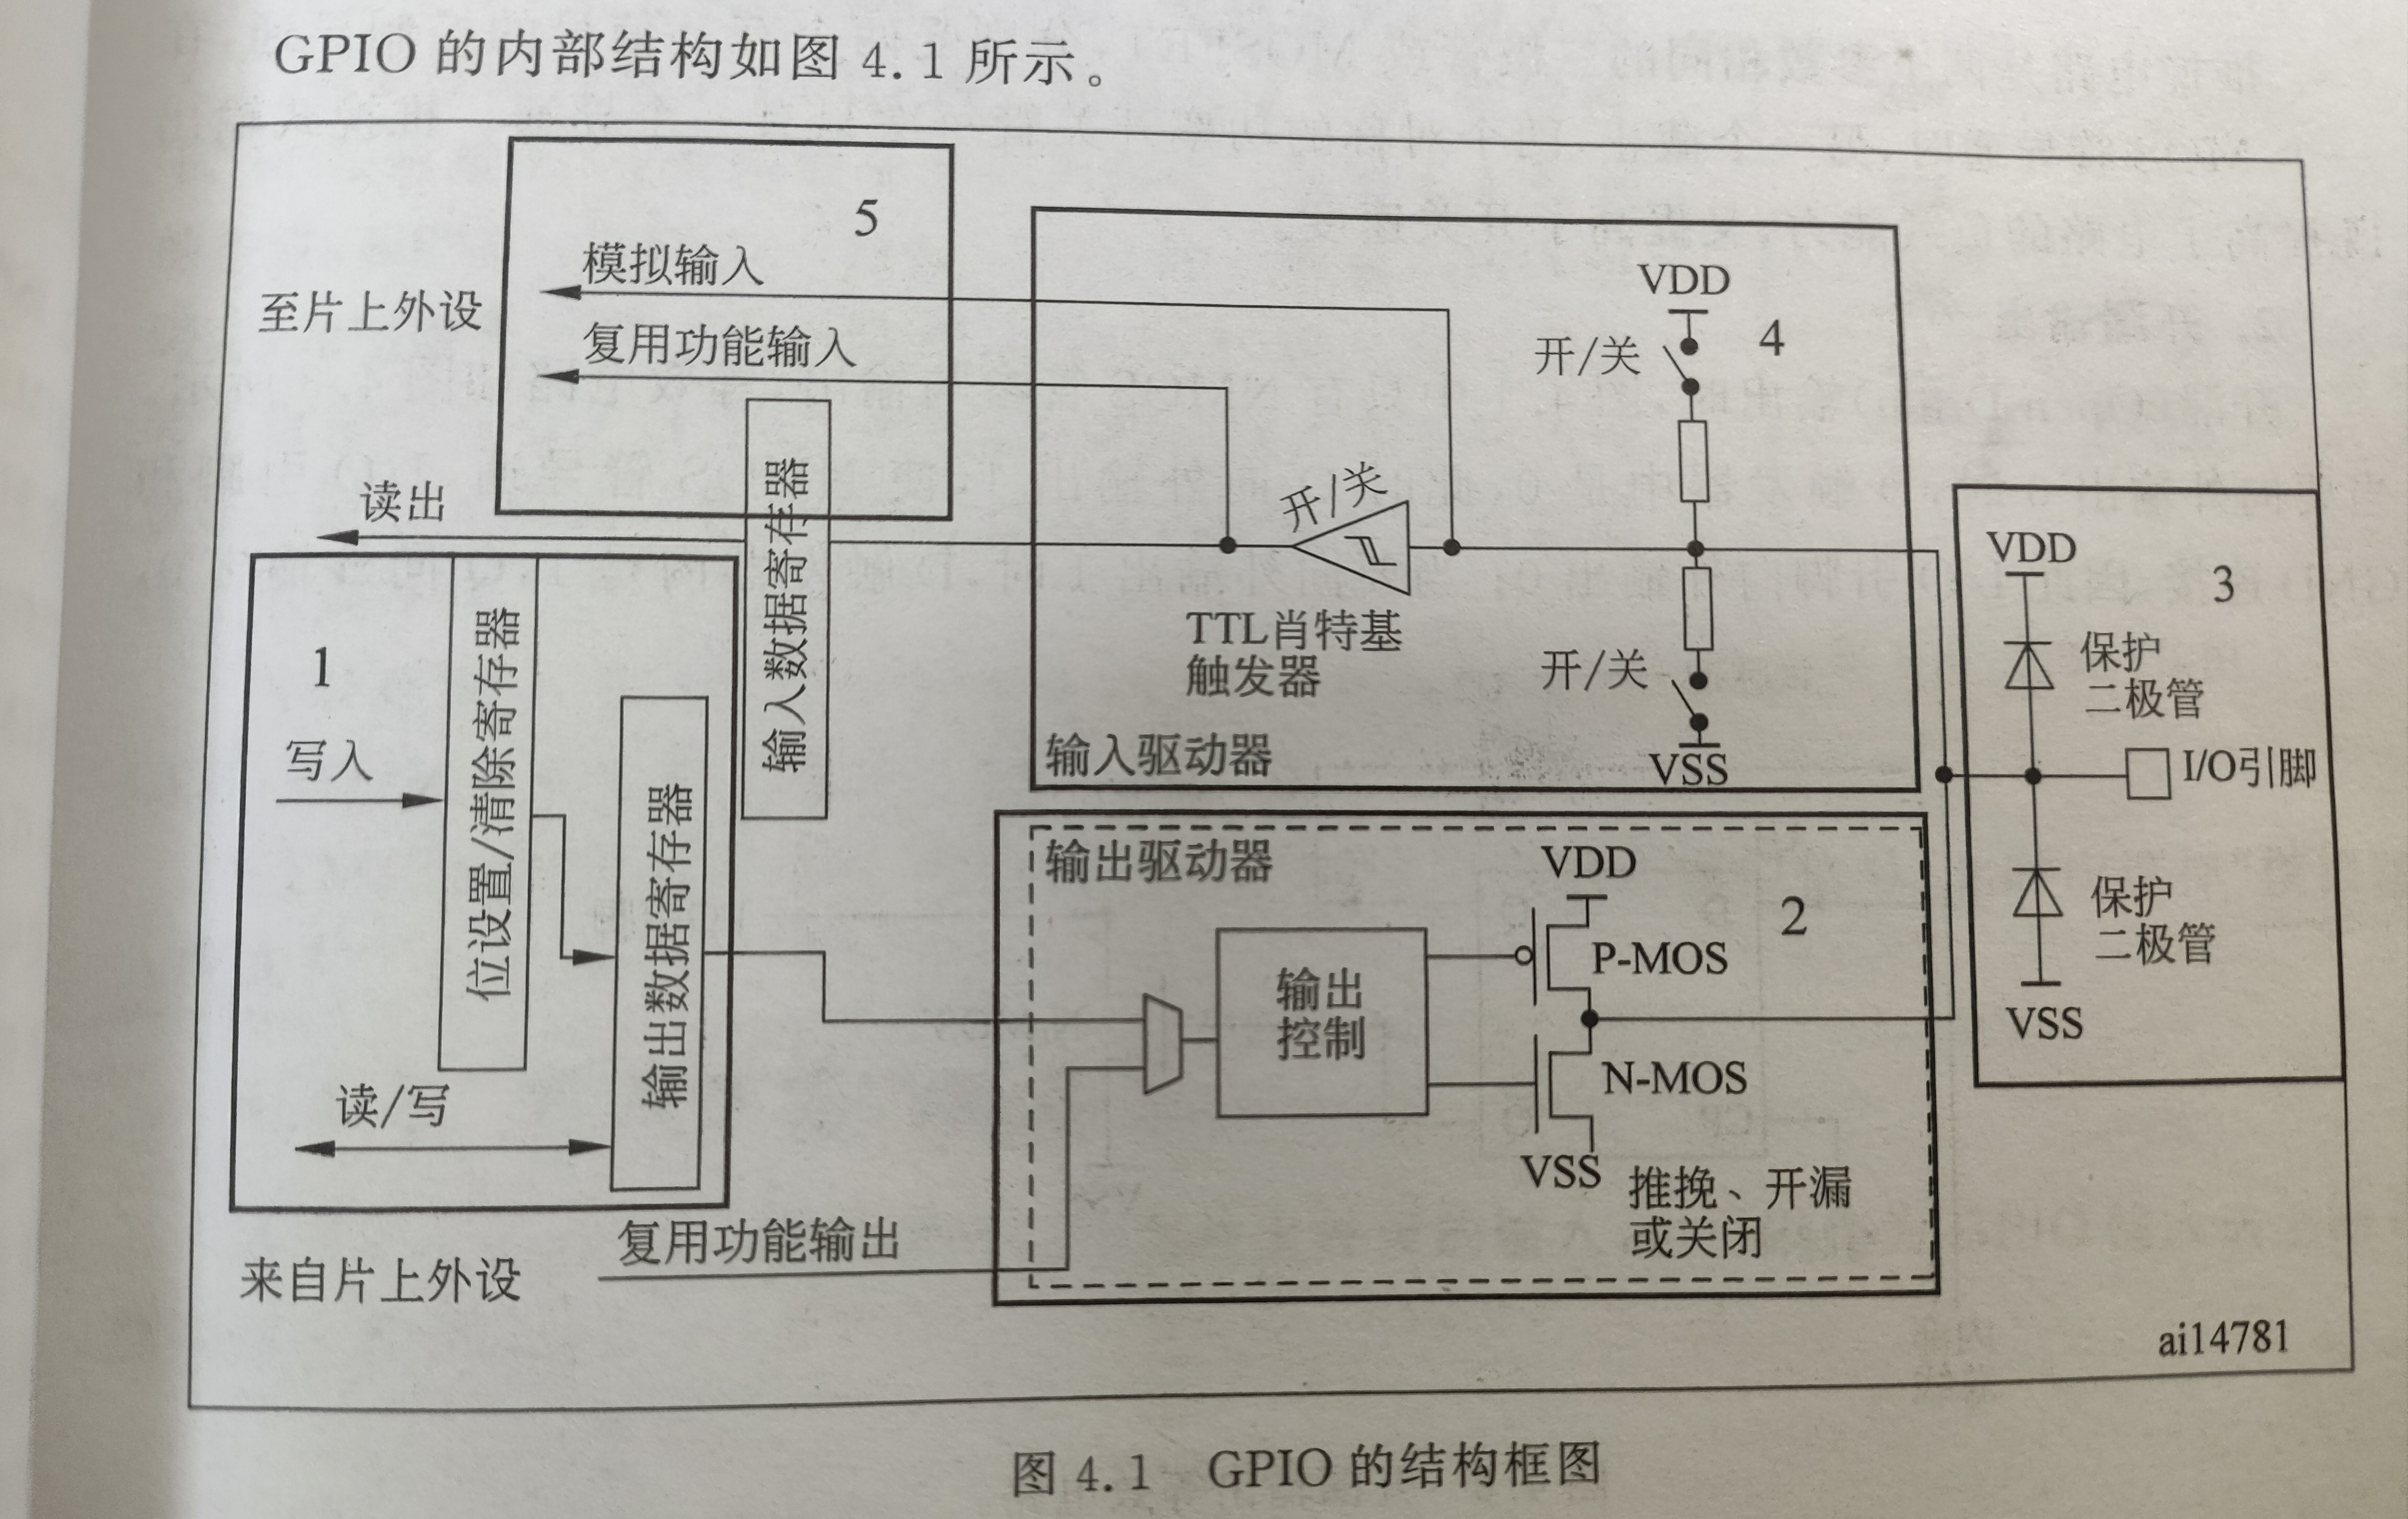 GPIO 的内部结构如图 4.1 所示。
5
模拟输入
至片上外设
复用功能输入
读出
输入数据寄存器
VDD
开/关
4
开/关
TTL肖特基
触发器
开/关
输入驱动器
VSS
VDD
3
保护
二极管
I/O引脚
保护
二极管
VSS
1
写入
位设置/清除寄存器
输出数据寄存器
读/写
输出驱动器
VDD
2
P-MOS
输出
控制
N-MOS
VSS
推挽、开漏
或关闭
复用功能输出
来自片上外设
ai14781
图 4.1 GPIO 的结构框图